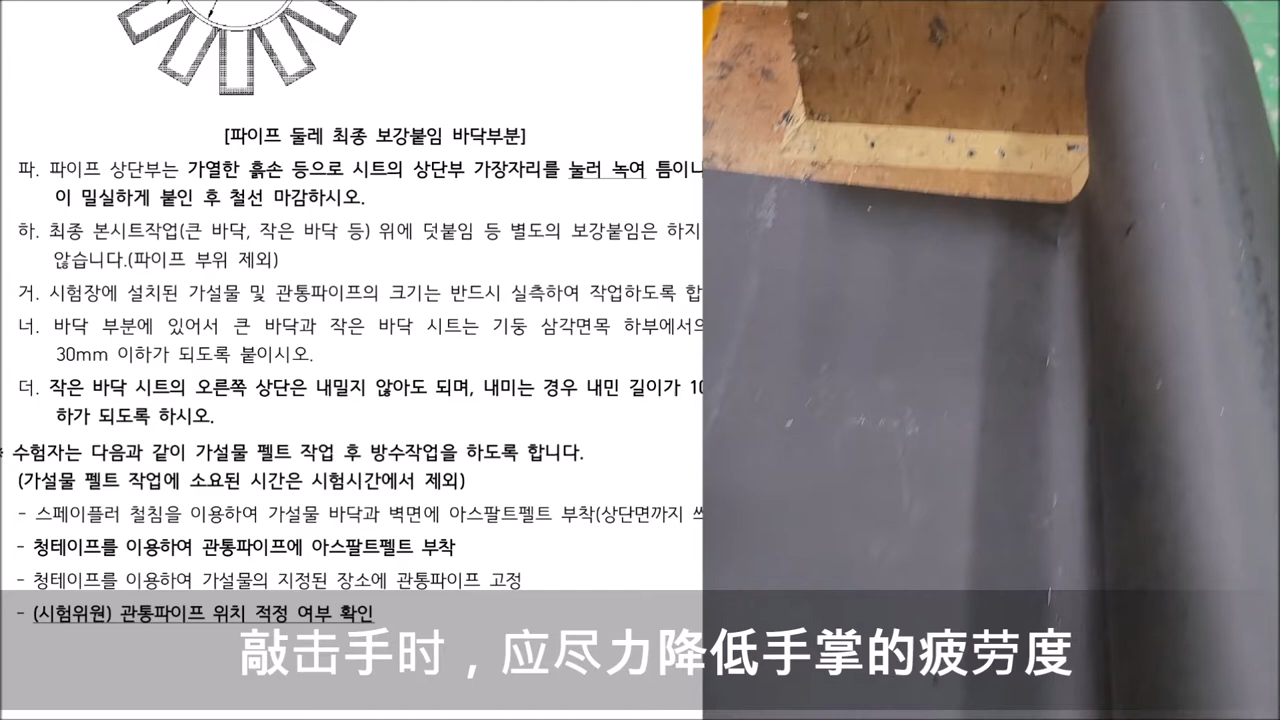 [파이프 둘레 최종 보강붙임 바닥부분]
파. 파이프 상단부는 가열한 흙손 등으로 시트의 상단부 가장자리를 눌러 녹여 틈이
이 밀실하게 붙인 후 철선 마감하시오.
하. 최종 본시트작업(큰 바닥, 작은 바닥 등) 위에 덧붙임 등 별도의 보강붙임은 하지
않습니다.(파이프 부위 제외)
거. 시험장에 설치된 가설물 및 관통파이프의 크기는 반드시 실측하여 작업하도록 합
너. 바닥 부분에 있어서 큰 바닥과 작은 바닥 시트는 기둥 삼각면목 하부에서
30mm 이하가 되도록 붙이시오.
더. 작은 바닥 시트의 오른쪽 상단은 내밀지 않아도 되며, 내미는 경우 내민 길이가 10
하가 되도록 하시오.
수험자는 다음과 같이 가설물 펠트 작업 후 방수작업을 하도록 합니다.
(가설물 펠트 작업에 소요된 시간은 시험시간에서 제외)
- 스페이플러 철침을 이용하여 가설물 바닥과 벽면에 아스팔트펠트 부착(상단면까지
- 청테이프를 이용하여 관통파이프에 아스팔트펠트 부착
- 청테이프를 이용하여 가설물의 지정된 장소에 관통파이프 고정
- (시험위원) 관통파이프 위치 적정 여부 확인
敲击手时，应尽力降低手掌的疲劳度